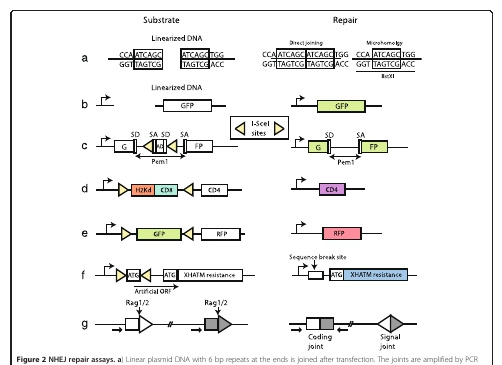 Substrate Repair
Linearized DNA
Direct joining Microhomology
a CCA ATCAGC ATCAGC TGG CCA ATCAGC ATCAGC TGG CCA ATCAGC TGG
GGT TAGTCG TAGTCG ACC GGT TAGTCG TAGTCG ACC GGT TAGTCG ACC
BstXI
Linearized DNA
b GFP GFP
I-SceI sites
SD SA SD SA SD SA
c G AD FP G FP
Pem1 Pem1
d H2Kd CD8 CD4 CD4
e GFP RFP RFP
Sequence break site
f ATG ATG XHATM resistance ATG XHATM resistance
Artificial ORF
Rag1/2 Rag1/2
g
Coding joint Signal joint
Figure 2 NHEJ repair assays. a) Linear plasmid DNA with 6 bp repeats at the ends is joined after transfection. The joints are amplified by PCR